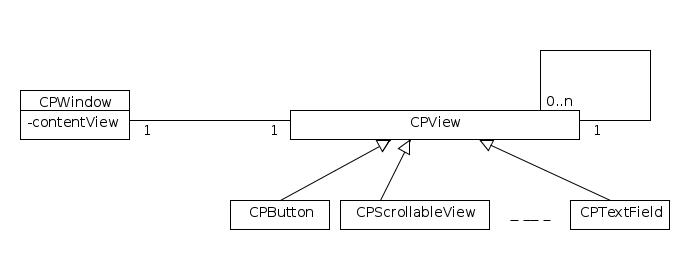 0..n
CPWindow
-contentView
1
1
CPView
1
CPButton
CPScrollableView
CPTextField